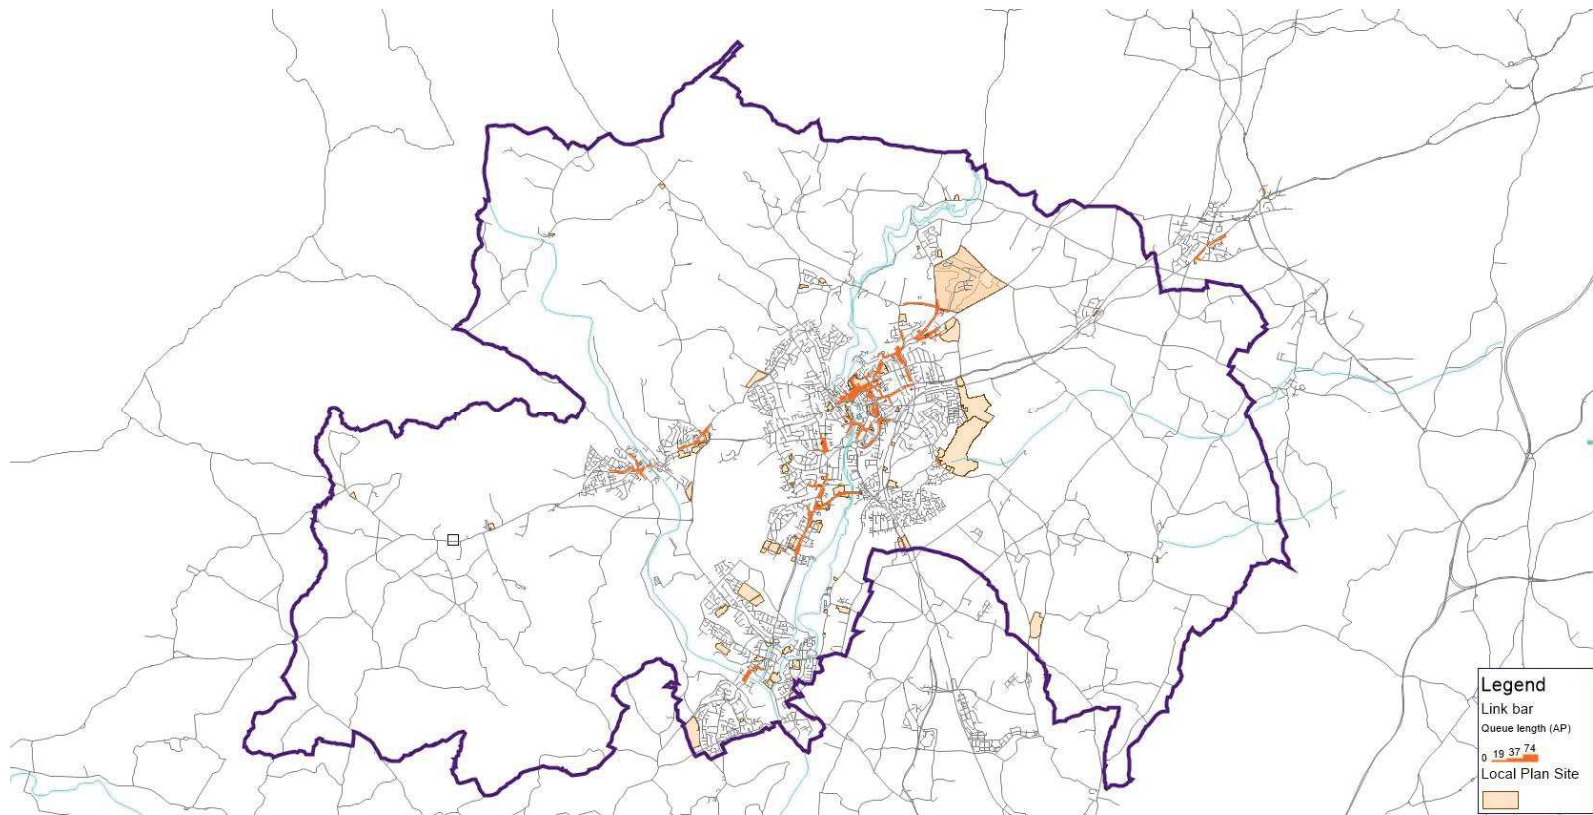 Legend
Link bar
Queue length (AP)
0 19 37 74
Local Plan Site